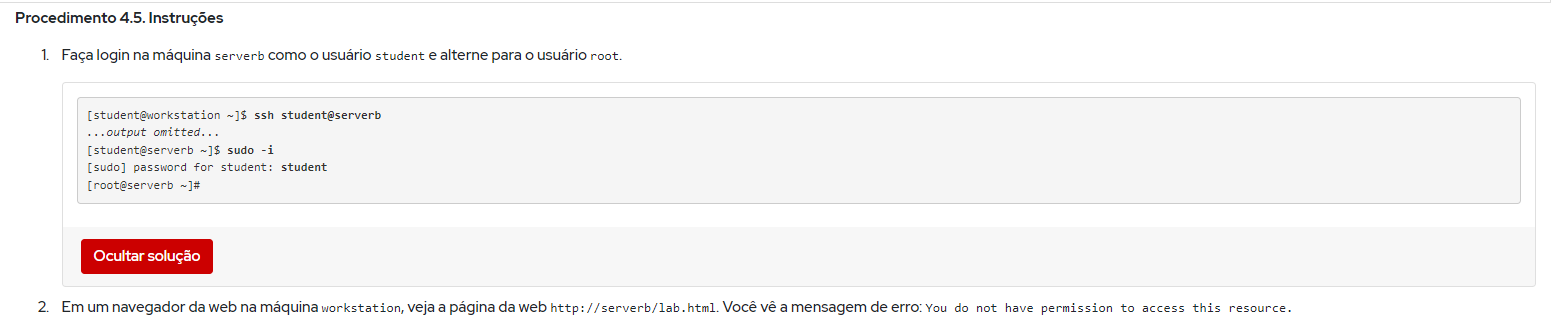 Procedimento 4.5. Instruções
1. Faça login na máquina serverb como o usuário student e alterne para o usuário root.
[student@workstation ~]$ ssh student@serverb
...output omitted...
[student@serverb ~]$ sudo -i
[sudo] password for student: student
[root@serverb ~]#
Ocultar solução
2. Em um navegador da web na máquina workstation, veja a página da web http://serverb/lab.html. Você vê a mensagem de erro: You do not have permission to access this resource.